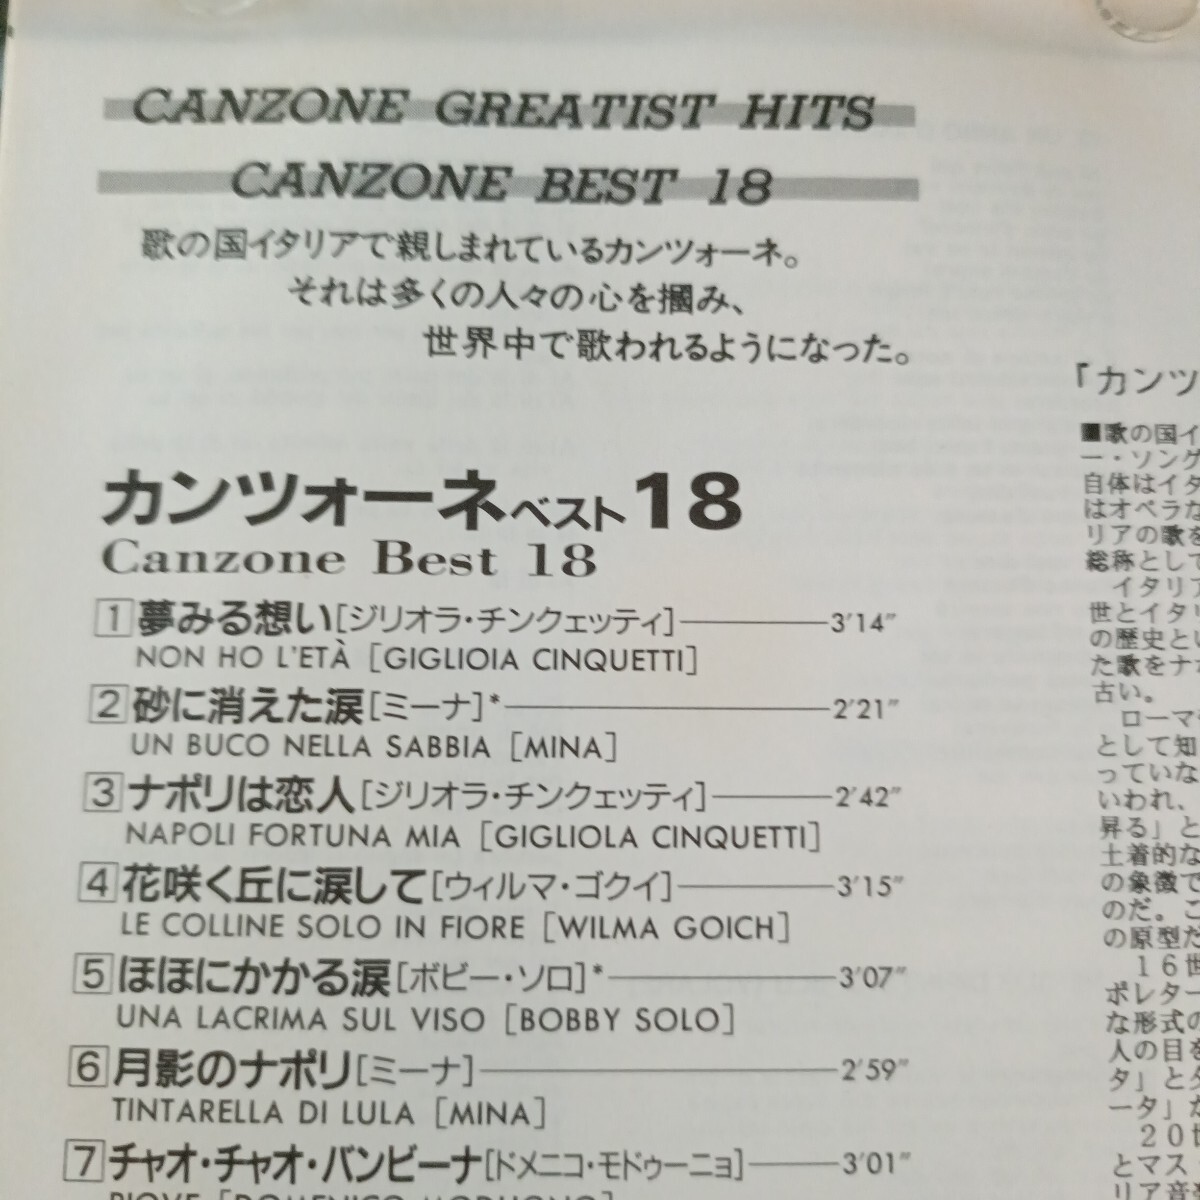 CANZONE GREATIST HITS
CANZONE BEST 18
歌の国イタリアで親しまれているカンツォーネ。
それは多くの人々の心を摑み、
世界中で歌われるようになった。
カンツォーネベスト18
Canzone Best 18
1 夢みる想い[ジリオラ・チンクェッティ]―3′14″
NON HO L'ETÀ [GIGLIOIA CINQUETTI]
2 砂に消えた涙[ミーナ]*―2′21″
UN BUCO NELLA SABBIA [MINA]
3 ナポリは恋人[ジリオラ・チンクェッティ]―2′42″
NAPOLI FORTUNA MIA [GIGLIOLA CINQUETTI]
4 花咲く丘に涙して[ウィルマ・ゴクイ]―3′15″
LE COLLINE SOLO IN FIORE [WILMA GOICH]
5 ほほにかかる涙[ボビー・ソロ]*―3′07″
UNA LACRIMA SUL VISO [BOBBY SOLO]
6 月影のナポリ[ミーナ]―2′59″
TINTARELLA DI LULA [MINA]
7 チャオ・チャオ・バンビーナ[ドメニコ・モドゥーニョ]―3′01″
PIOVE [DOMENICO MODUGNO]
「カンツ
■歌の国イ
ー・ソング
自体はイタ
はオペラな
リアの歌を
総称として
イタリア
世とイタリ
の歴史とい
た歌をナポ
古い。
ローマ
として知
っていな
いわれ、
昇る」と
土着的な
の象徴で
のだ。こ
の原型だ
16世
ポレター
な形式の
人の目を
タ」とタ
ータ」な
20世
とマス
リア音